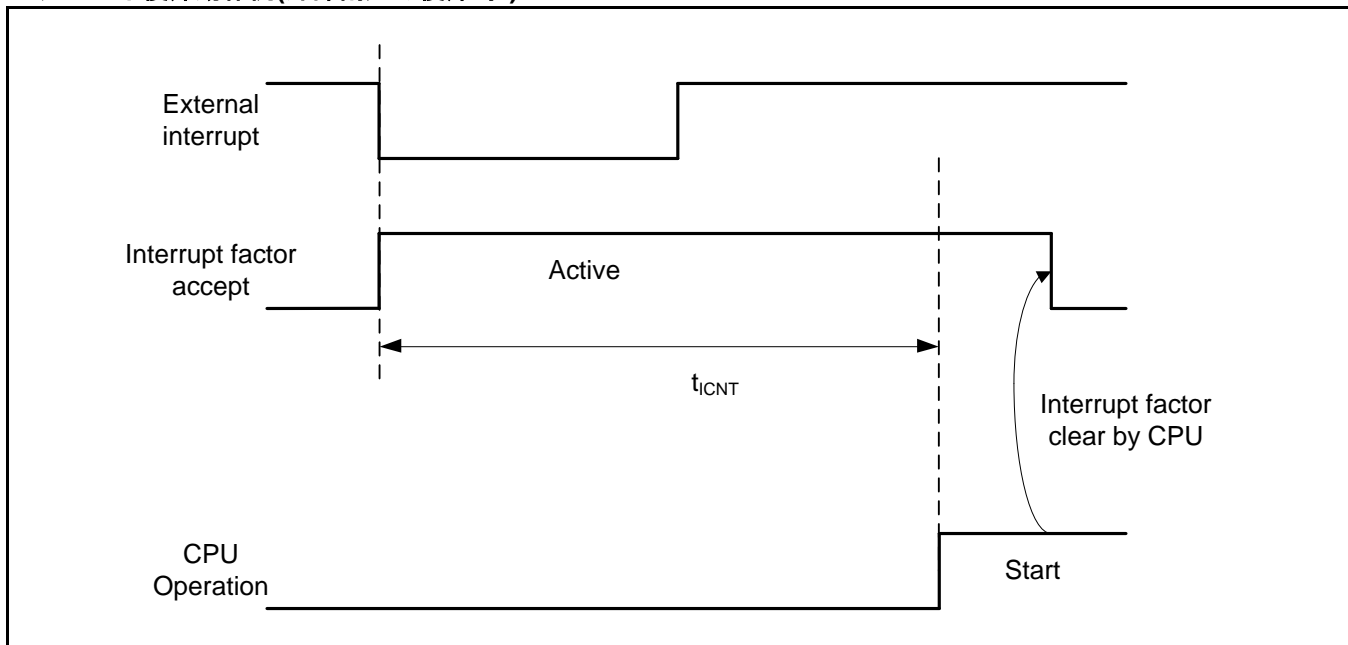 External
interrupt
Interrupt factor
accept
Active
tICNT
Interrupt factor
clear by CPU
CPU
Operation
Start